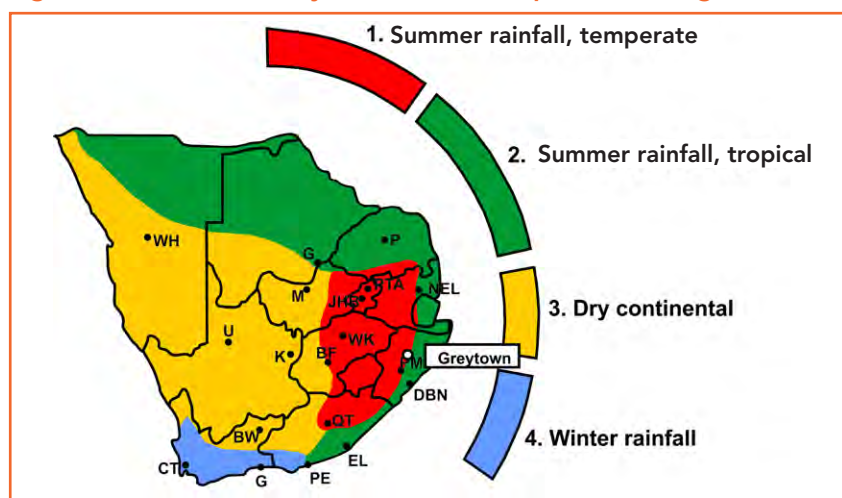 1. Summer rainfall, temperate
2. Summer rainfall, tropical
3. Dry continental
4. Winter rainfall
WH
P
G
M
PTA
JHB
NEL
U
K
BF
WK
Greytown
PM
DBN
QT
BW
EL
CT
G
PE